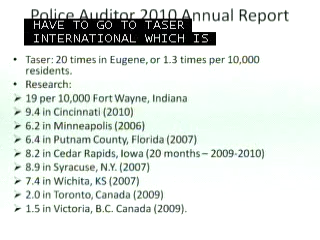 Police Auditor 2010 Annual Report
HAVE TO GO TO TASER
INTERNATIONAL WHICH IS
• Taser: 20 times in Eugene, or 1.3 times per 10,000
residents.
• Research:
➢ 19 per 10,000 Fort Wayne, Indiana
➢ 9.4 in Cincinnati (2010)
➢ 6.2 in Minneapolis (2006)
➢ 6.4 in Putnam County, Florida (2007)
➢ 8.2 in Cedar Rapids, Iowa (20 months – 2009-2010)
➢ 8.9 in Syracuse, N.Y. (2007)
➢ 7.4 in Wichita, KS (2007)
➢ 2.0 in Toronto, Canada (2009)
➢ 1.5 in Victoria, B.C. Canada (2009).